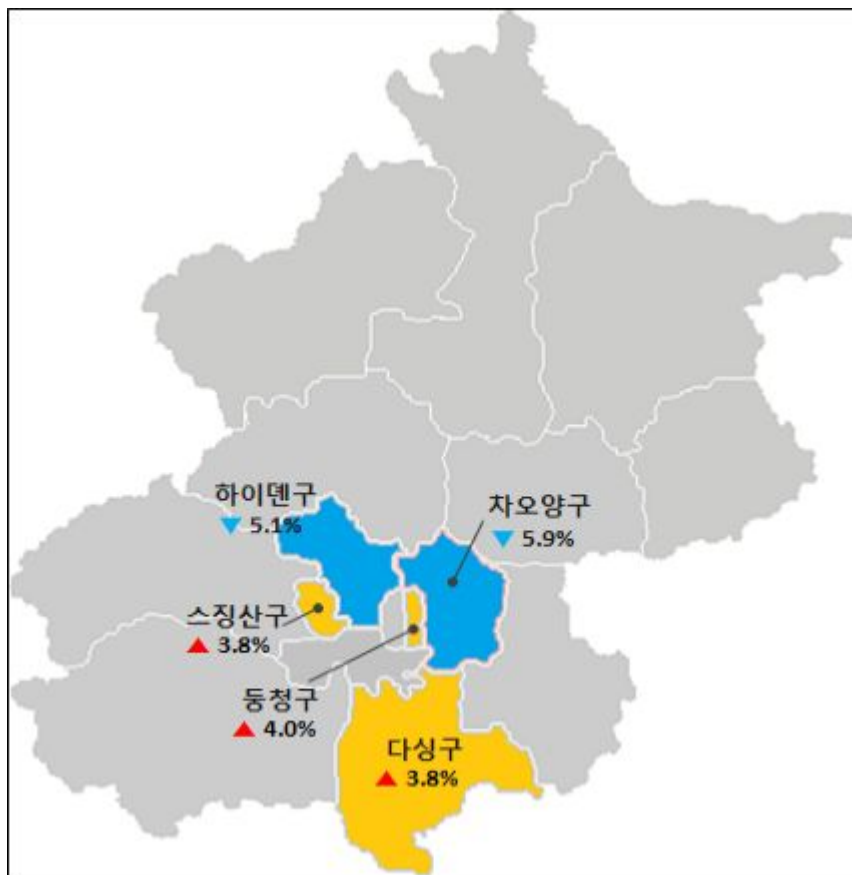 하이뎬구
▼ 5.1%
차오양구
▼ 5.9%
스징산구
▲ 3.8%
둥청구
▲ 4.0%
다싱구
▲ 3.8%